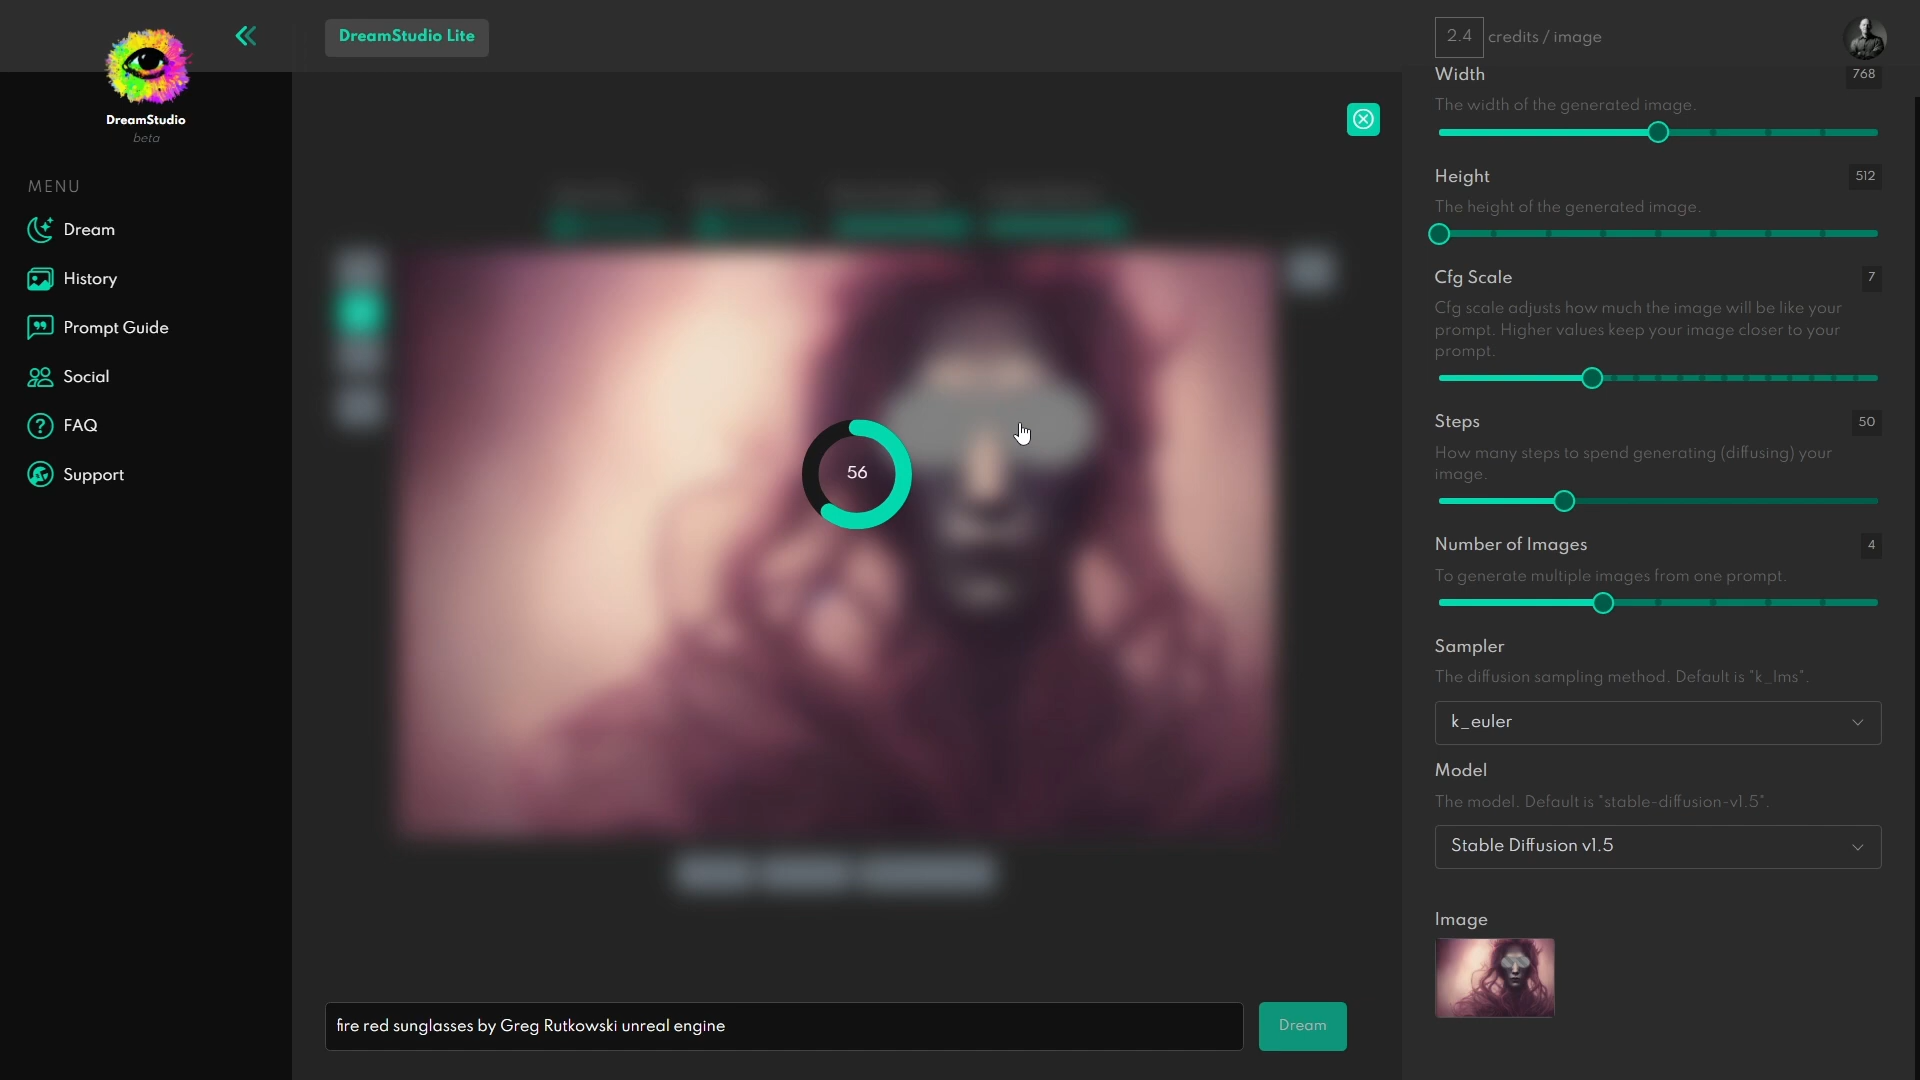 DreamStudio
beta
MENU
Dream
History
Prompt Guide
Social
FAQ
Support
DreamStudio Lite
56
fire red sunglasses by Greg Rutkowski unreal engine
Dream
2.4 credits / image
Width 768
The width of the generated image.
Height 512
The height of the generated image.
Cfg Scale 7
Cfg scale adjusts how much the image will be like your
prompt. Higher values keep your image closer to your
prompt.
Steps 50
How many steps to spend generating (diffusing) your
image.
Number of Images 4
To generate multiple images from one prompt.
Sampler
The diffusion sampling method. Default is "k_lms".
k_euler
Model
The model. Default is "stable-diffusion-v1.5".
Stable Diffusion v1.5
Image